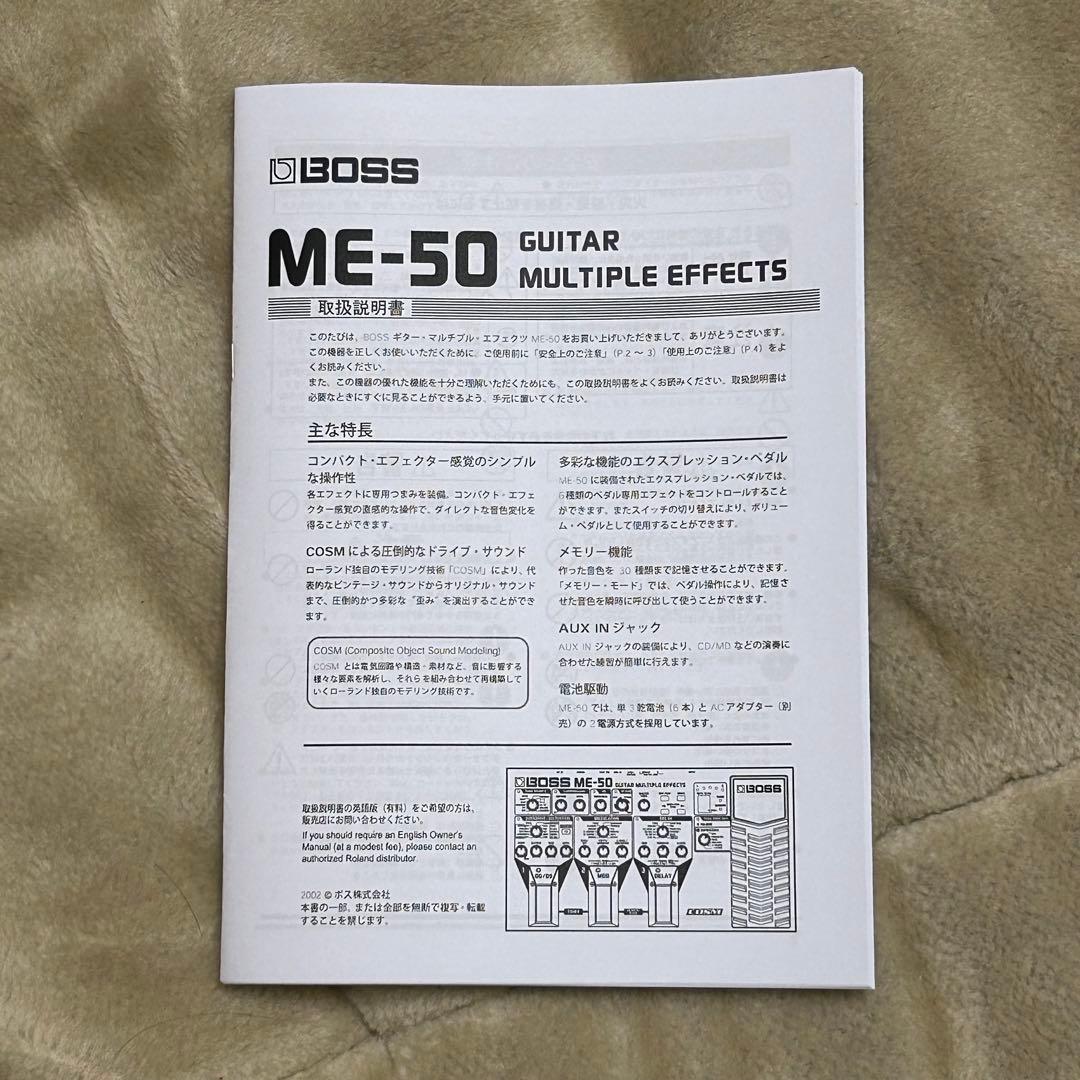 BOSS
ME-50 GUITAR
MULTIPLE EFFECTS
取扱説明書
このたびは、BOSS ギター・マルチプル・エフェクツ ME-50をお買い上げいただきまして、ありがとうございます。
この機器を正しくお使いいただくために、ご使用前に「安全上のご注意」(P.2 ~ 3)「使用上のご注意」(P.4) をよ
くお読みください。
また、この機器の優れた機能を十分ご理解いただくためにも、この取扱説明書をよくお読みください。取扱説明書は
必要なときにすぐに見ることができるよう、手元に置いてください。
主な特長
コンパクト・エフェクター感覚のシンプル
な操作性
各エフェクトに専用つまみを装備。コンパクト・エフェ
クター感覚の直感的な操作で、ダイレクトな音色変化を
得ることができます。
COSM による圧倒的なドライブ・サウンド
ローランド独自のモデリング技術「COSM」により、代
表的なビンテージ・サウンドからオリジナル・サウンド
まで、圧倒的かつ多彩な "歪み" を演出することができ
ます。
COSM (Composite Object Sound Modeling)
COSM とは電気回路や構造・素材など、音に影響する
様々な要素を解析し、それらを組み合わせて再構築して
いくローランド独自のモデリング技術です。
多彩な機能のエクスプレッション・ペダル
ME-50 に装備されたエクスプレッション・ペダルでは、
6種類のペダル専用エフェクトをコントロールすること
ができます。またスイッチの切り替えにより、ボリュー
ム・ペダルとして使用することができます。
メモリー機能
作った音色を 30 種類まで記憶させることができます。
「メモリー・モード」では、ペダル操作により、記憶さ
せた音色を瞬時に呼び出して使うことができます。
AUX IN ジャック
AUX IN ジャックの装備により、CD/MD などの演奏に
合わせた練習が簡単に行えます。
電池駆動
ME-50 では、単 3 乾電池 (6 本) と AC アダプター (別
売) の 2 電源方式を採用しています。
取扱説明書の英語版 (有料) をご希望の方は、
販売店にお問い合わせください。
If you should require an English Owner's
Manual (at a modest fee), please contact an
authorized Roland distributor.
2002 © ボス株式会社
本書の一部、または全部を無断で複写・転載
することを禁じます。
BOSS ME-50 GUITAR MULTIPLE EFFECTS
BOSS
1 OD/DS
2 MOD
3 DELAY
COSM